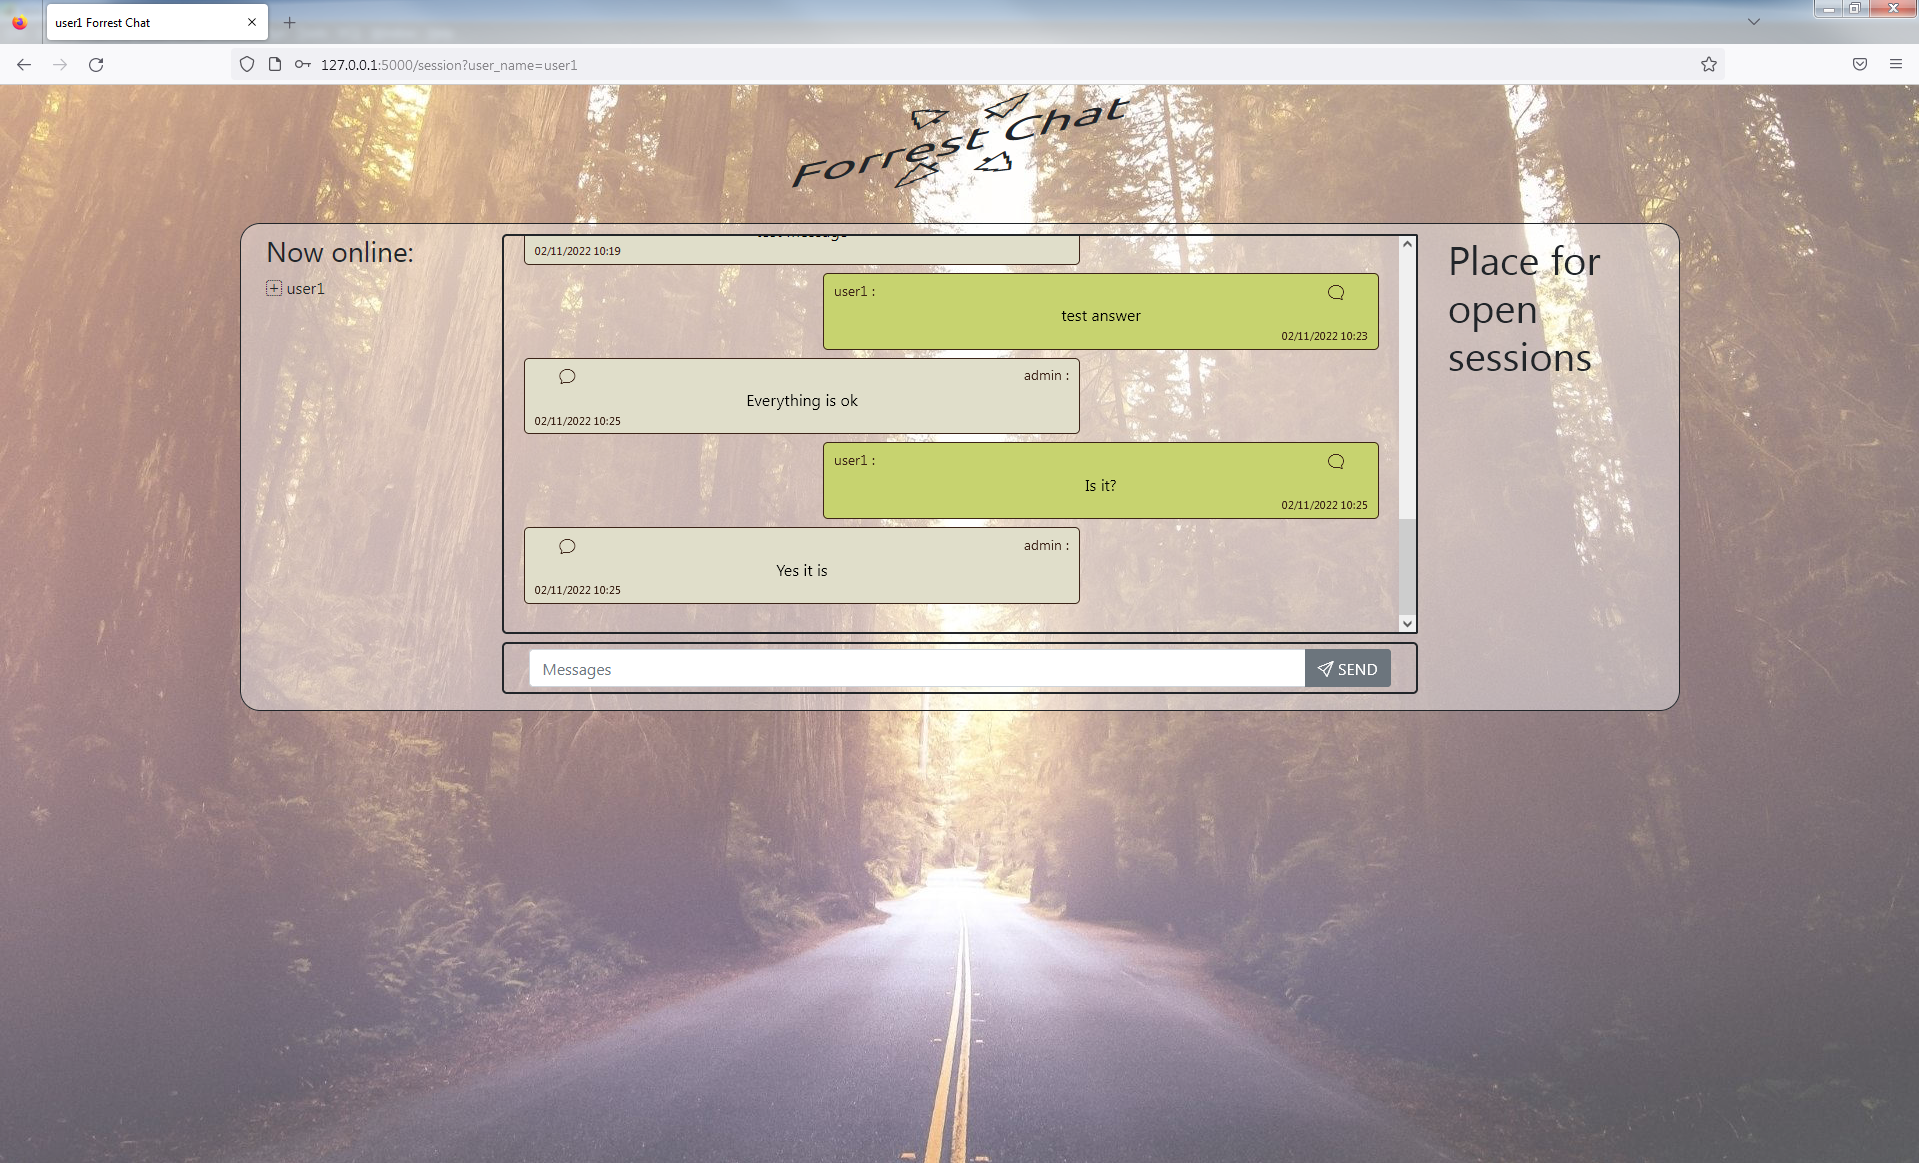 user1 Forrest Chat
127.0.0.1:5000/session?user_name=user1
Forrest Chat
Now online:
user1
test message
02/11/2022 10:19
user1 :
test answer
02/11/2022 10:23
admin :
Everything is ok
02/11/2022 10:25
user1 :
Is it?
02/11/2022 10:25
admin :
Yes it is
02/11/2022 10:25
Messages
SEND
Place for
open
sessions